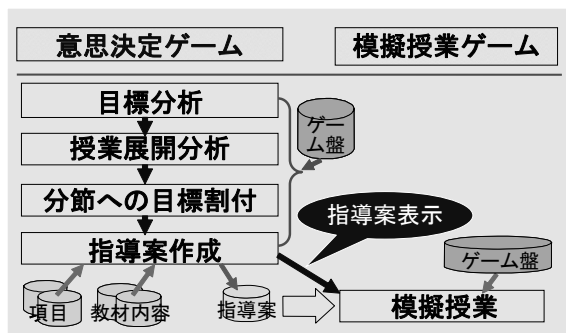 意思決定ゲーム
模擬授業ゲーム
目標分析
授業展開分析
分節への目標割付
指導案作成
ゲー
ム盤
指導案表示
ゲーム盤
項目
教材内容
指導案
模擬授業